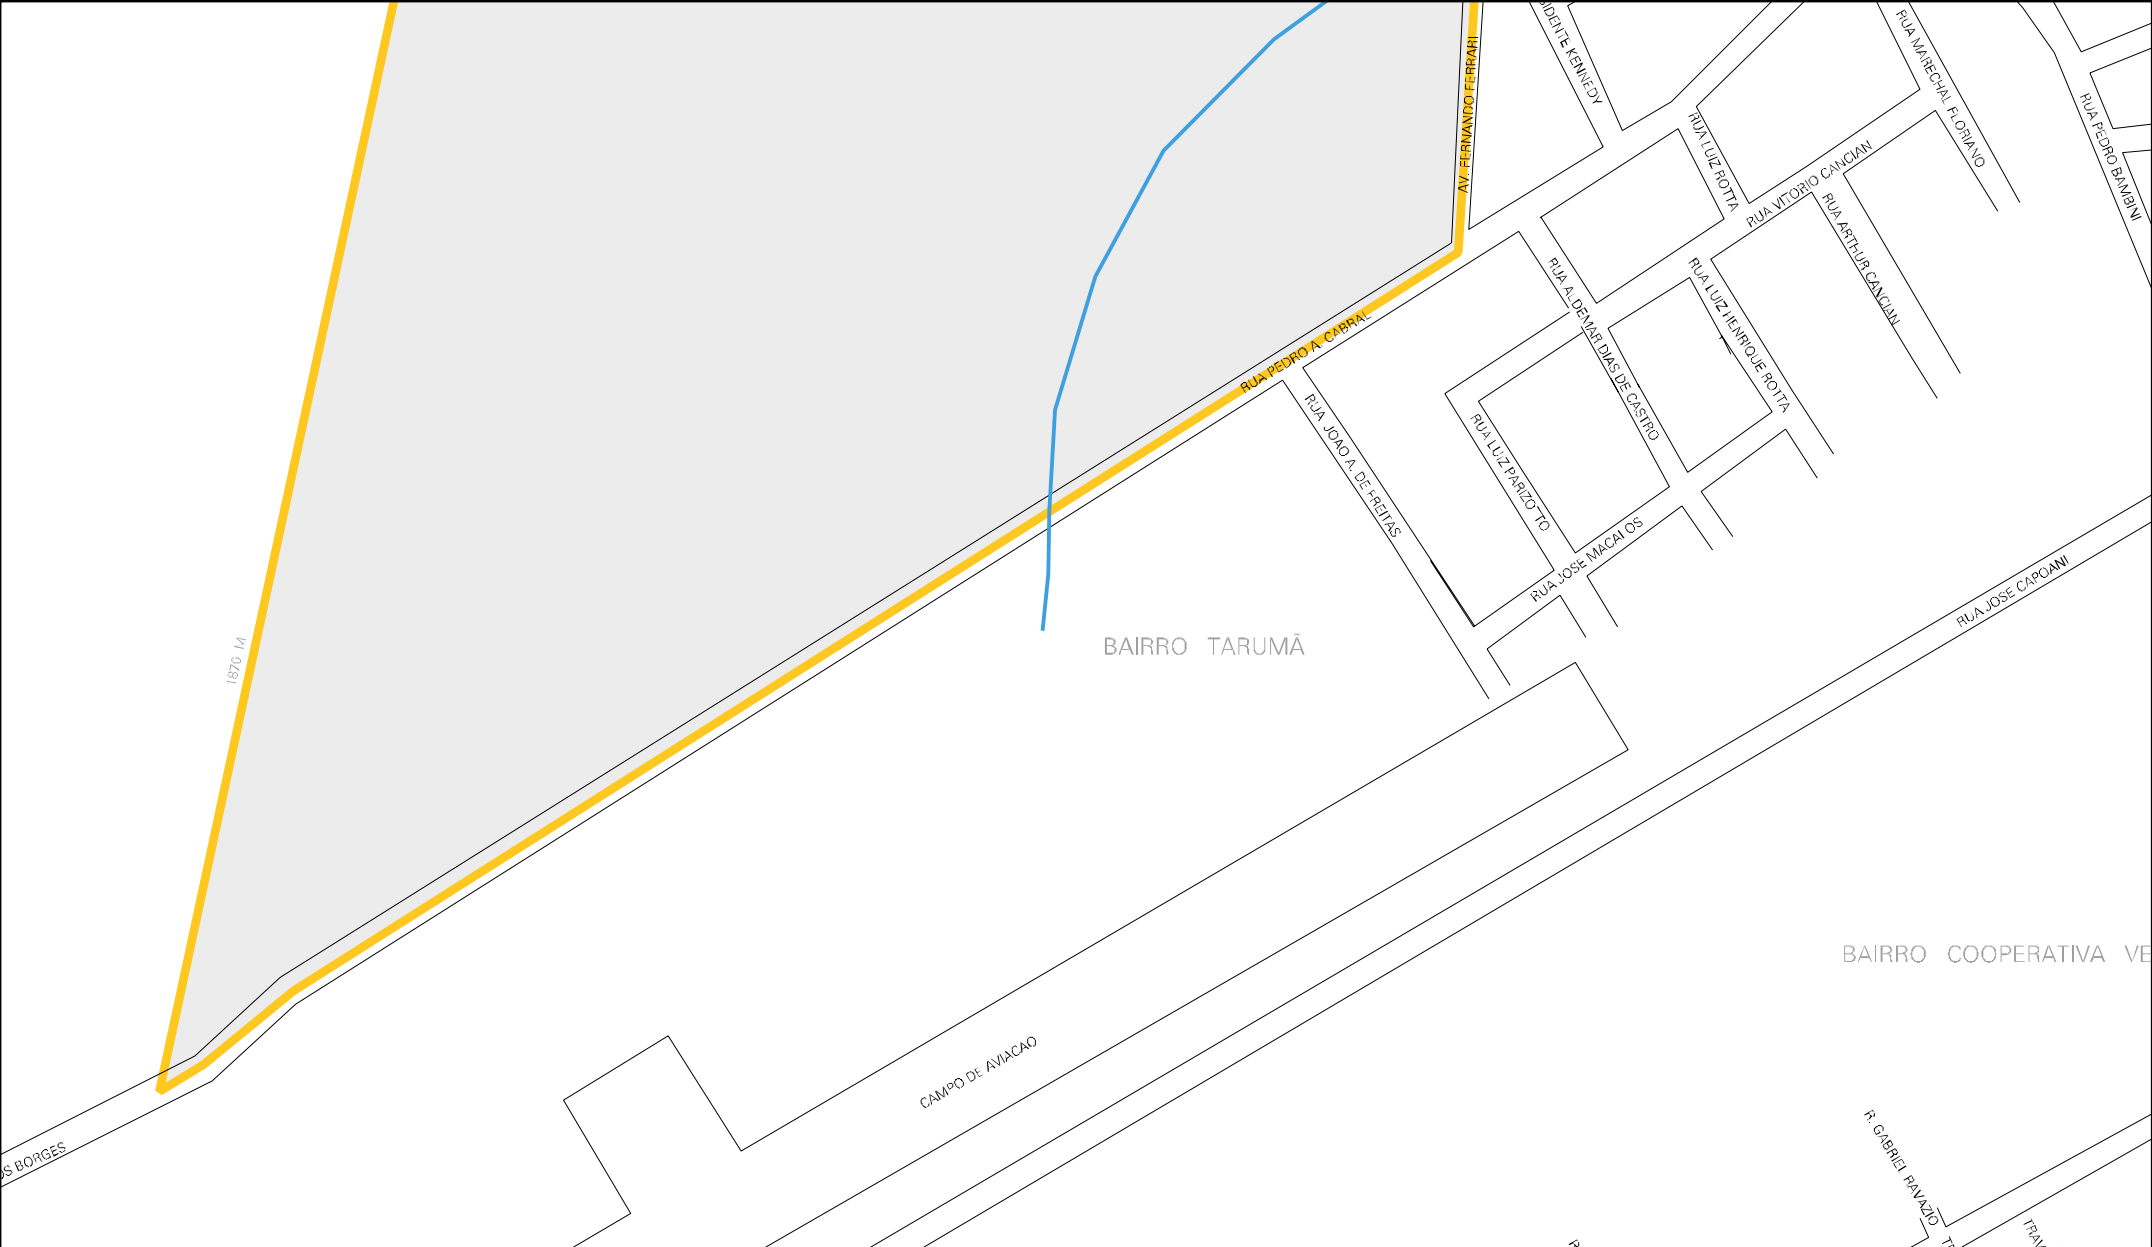 KENNEDY
RUA MARECHAL FLORIANO
AV. FERNANDO FERRARI
RUA PEDRO BAMBINI
RUA LUIZ ROTTA
RUA VITORIO CANCIAN
RUA ARTHUR CANCIAN
RUA ALDEMAR DIAS DE CASTRO
RUA LUIZ HENRIQUE ROTTA
RUA PEDRO A. CABRAL
RUA JOAO A. DE FREITAS
RUA LUIZ PARIZOTTO
RUA JOSE MACALOS
RUA JOSE CAPOANI
1870 M
BAIRRO TARUMÃ
BAIRRO COOPERATIVA VE
CAMPO DE AVIACAO
BORGES
R. GABRIEL RAVAZIO
TRAV